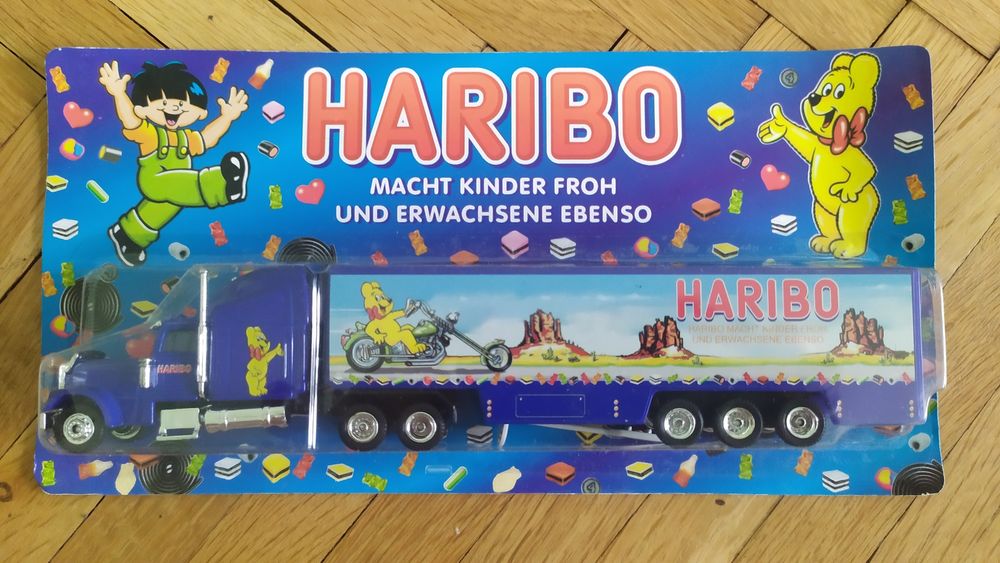 HARIBO
MACHT KINDER FROH
UND ERWACHSENE EBENSO
HARIBO
HARIBO MACHT KINDER FROH
UND ERWACHSENE EBENSO
HARIBO